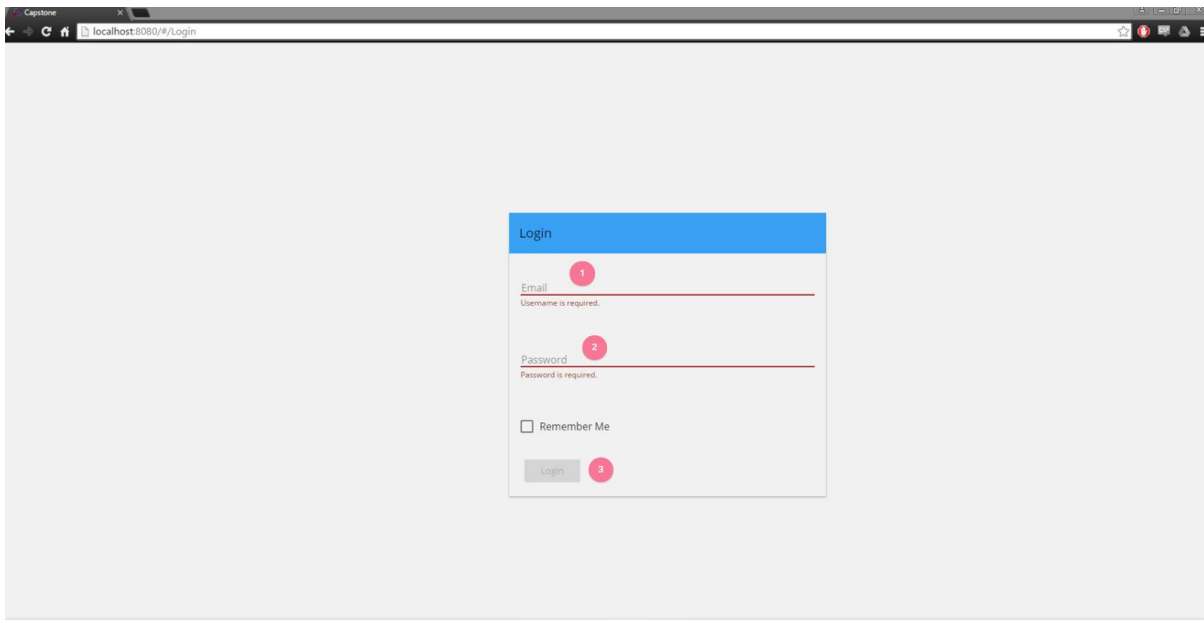 Capstone
localhost:8080/#/Login
Login
1
Email
Username is required.
2
Password
Password is required.
Remember Me
Login
3